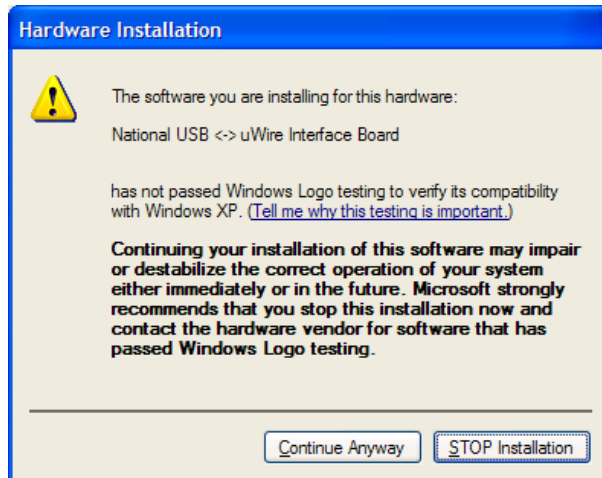 Hardware Installation
The software you are installing for this hardware:
National USB <-> uWire Interface Board
has not passed Windows Logo testing to verify its compatibility
with Windows XP. (Tell me why this testing is important.)
Continuing your installation of this software may impair
or destabilize the correct operation of your system
either immediately or in the future. Microsoft strongly
recommends that you stop this installation now and
contact the hardware vendor for software that has
passed Windows Logo testing.
Continue Anyway
STOP Installation